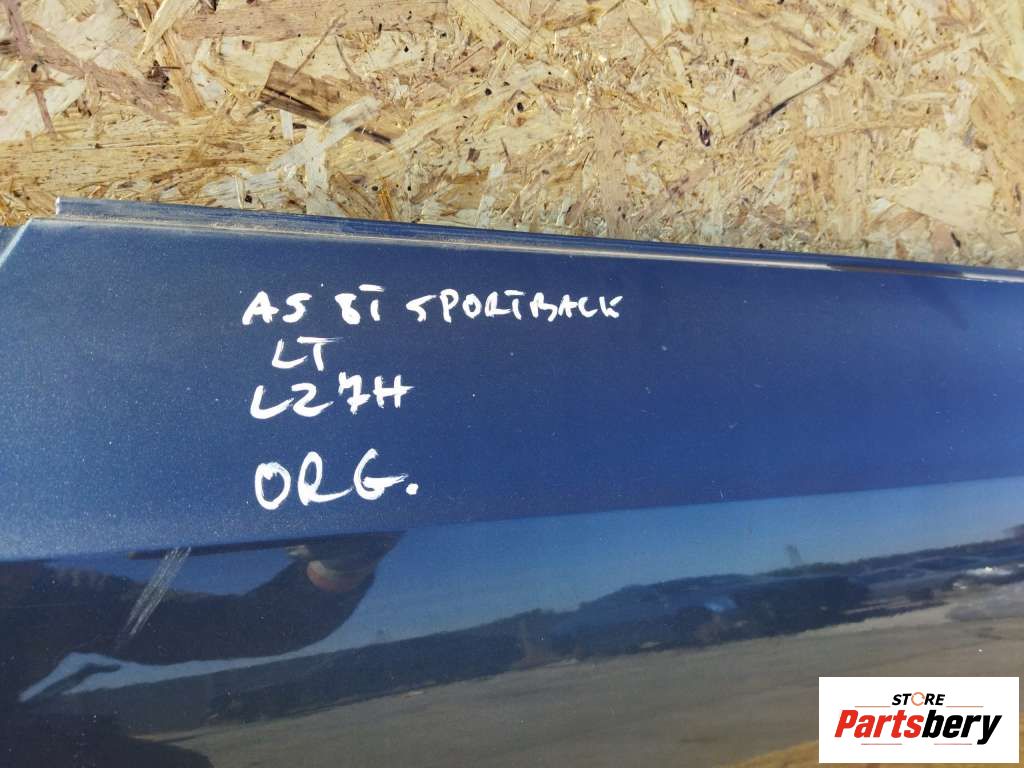 A5 8T SPORTBACK
LT
LZ7H
ORG.
STORE
Partsbery